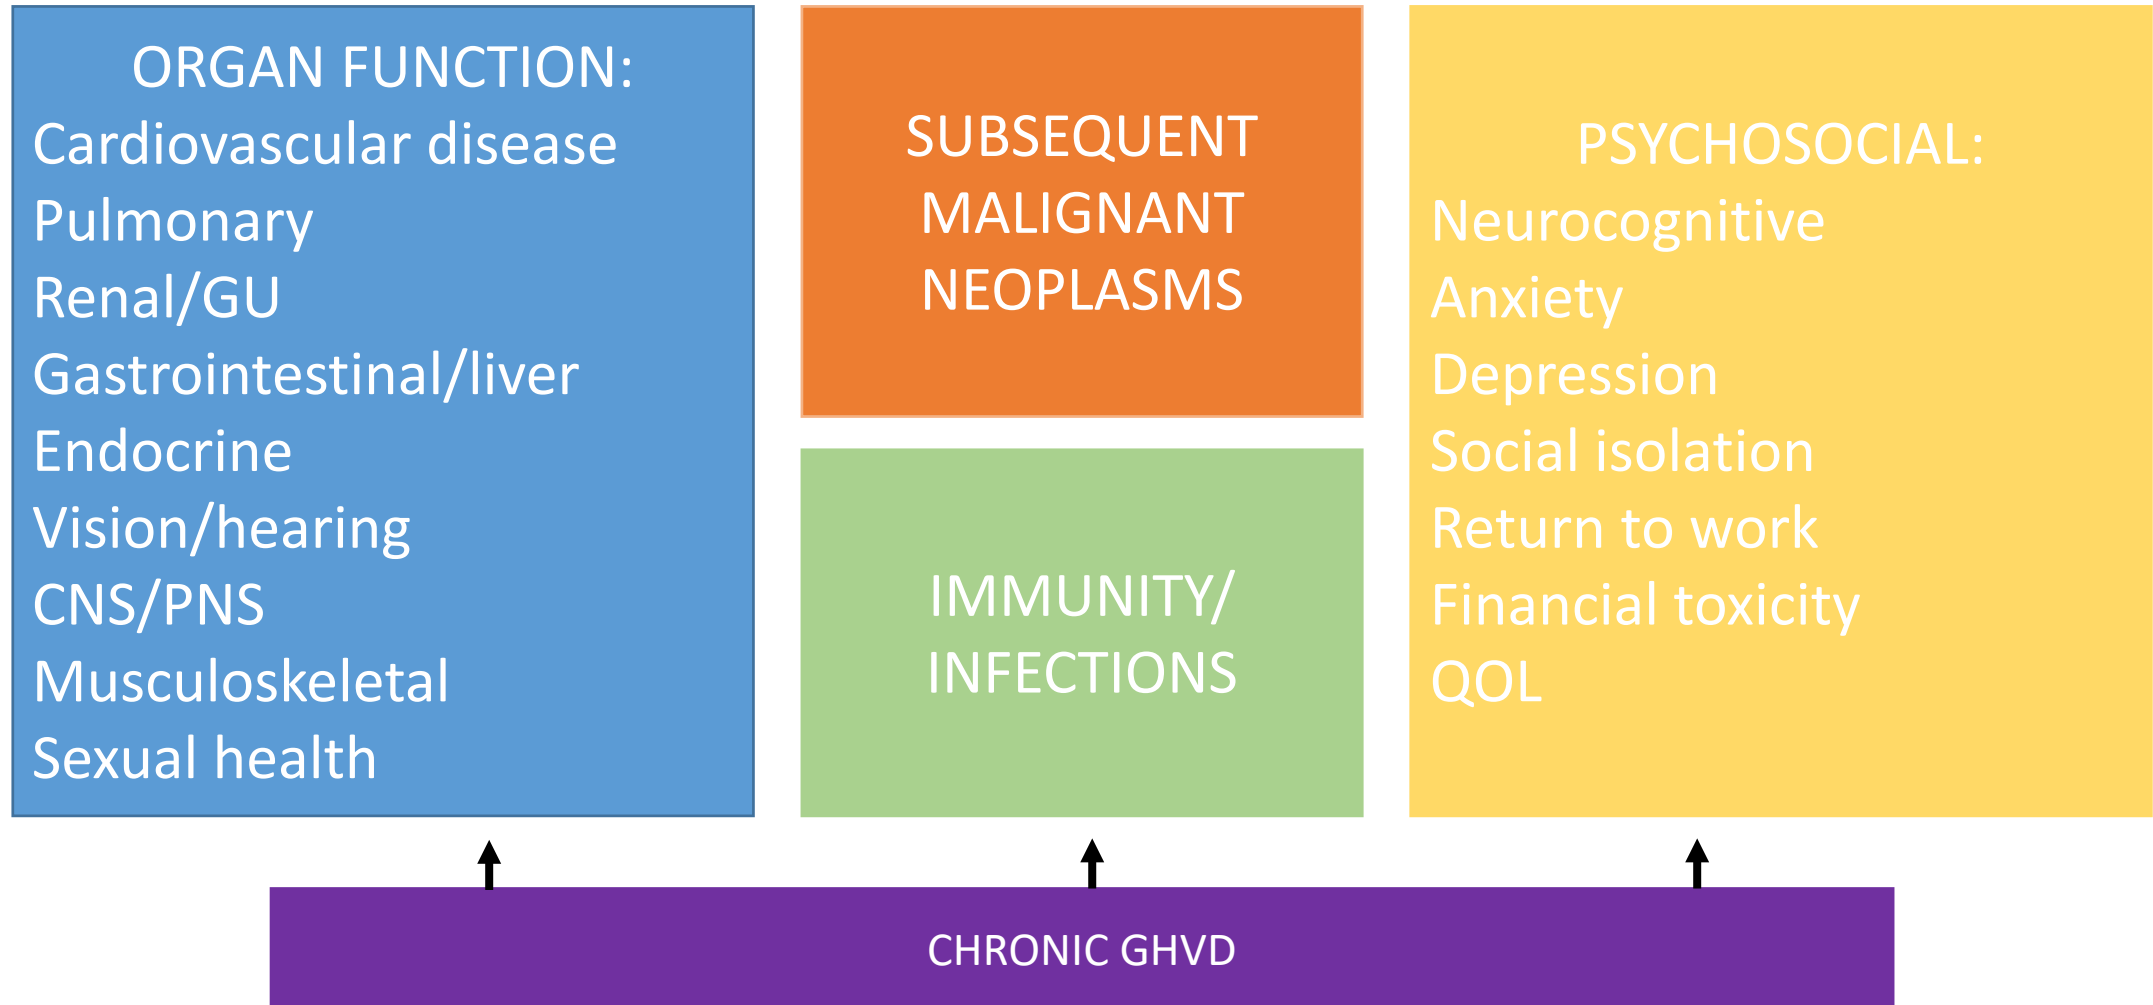 ORGAN FUNCTION:
Cardiovascular disease
Pulmonary
Renal/GU
Gastrointestinal/liver
Endocrine
Vision/hearing
CNS/PNS
Musculoskeletal
Sexual health
SUBSEQUENT
MALIGNANT
NEOPLASMS
IMMUNITY/
INFECTIONS
PSYCHOSOCIAL:
Neurocognitive
Anxiety
Depression
Social isolation
Return to work
Financial toxicity
QOL
CHRONIC GHVD